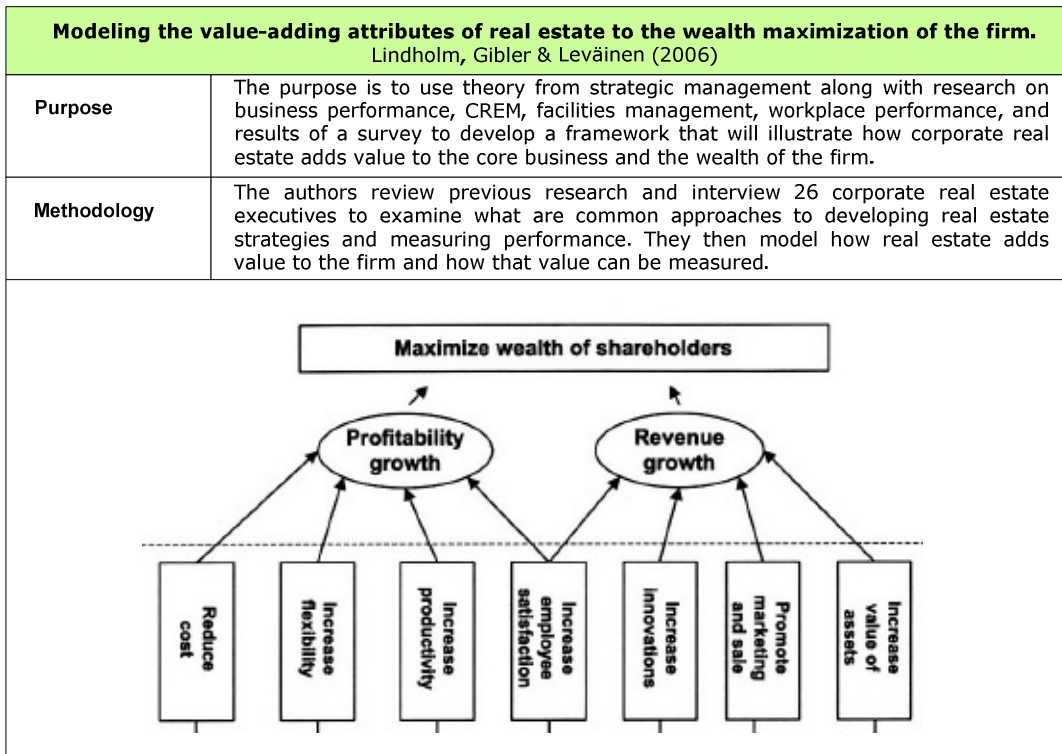 Modeling the value-adding attributes of real estate to the wealth maximization of the firm.
Lindholm, Gibler & Leväinen (2006)
Purpose
The purpose is to use theory from strategic management along with research on
business performance, CREM, facilities management, workplace performance, and
results of a survey to develop a framework that will illustrate how corporate real
estate adds value to the core business and the wealth of the firm.
Methodology
The authors review previous research and interview 26 corporate real estate
executives to examine what are common approaches to developing real estate
strategies and measuring performance. They then model how real estate adds
value to the firm and how that value can be measured.
Maximize wealth of shareholders
Profitability
growth
Revenue
growth
Reduce
cost
Increase
flexibility
Increase
productivity
Increase
employee
satisfaction
Increase
innovations
Promote
marketing
and sale
Increase
value of
assets